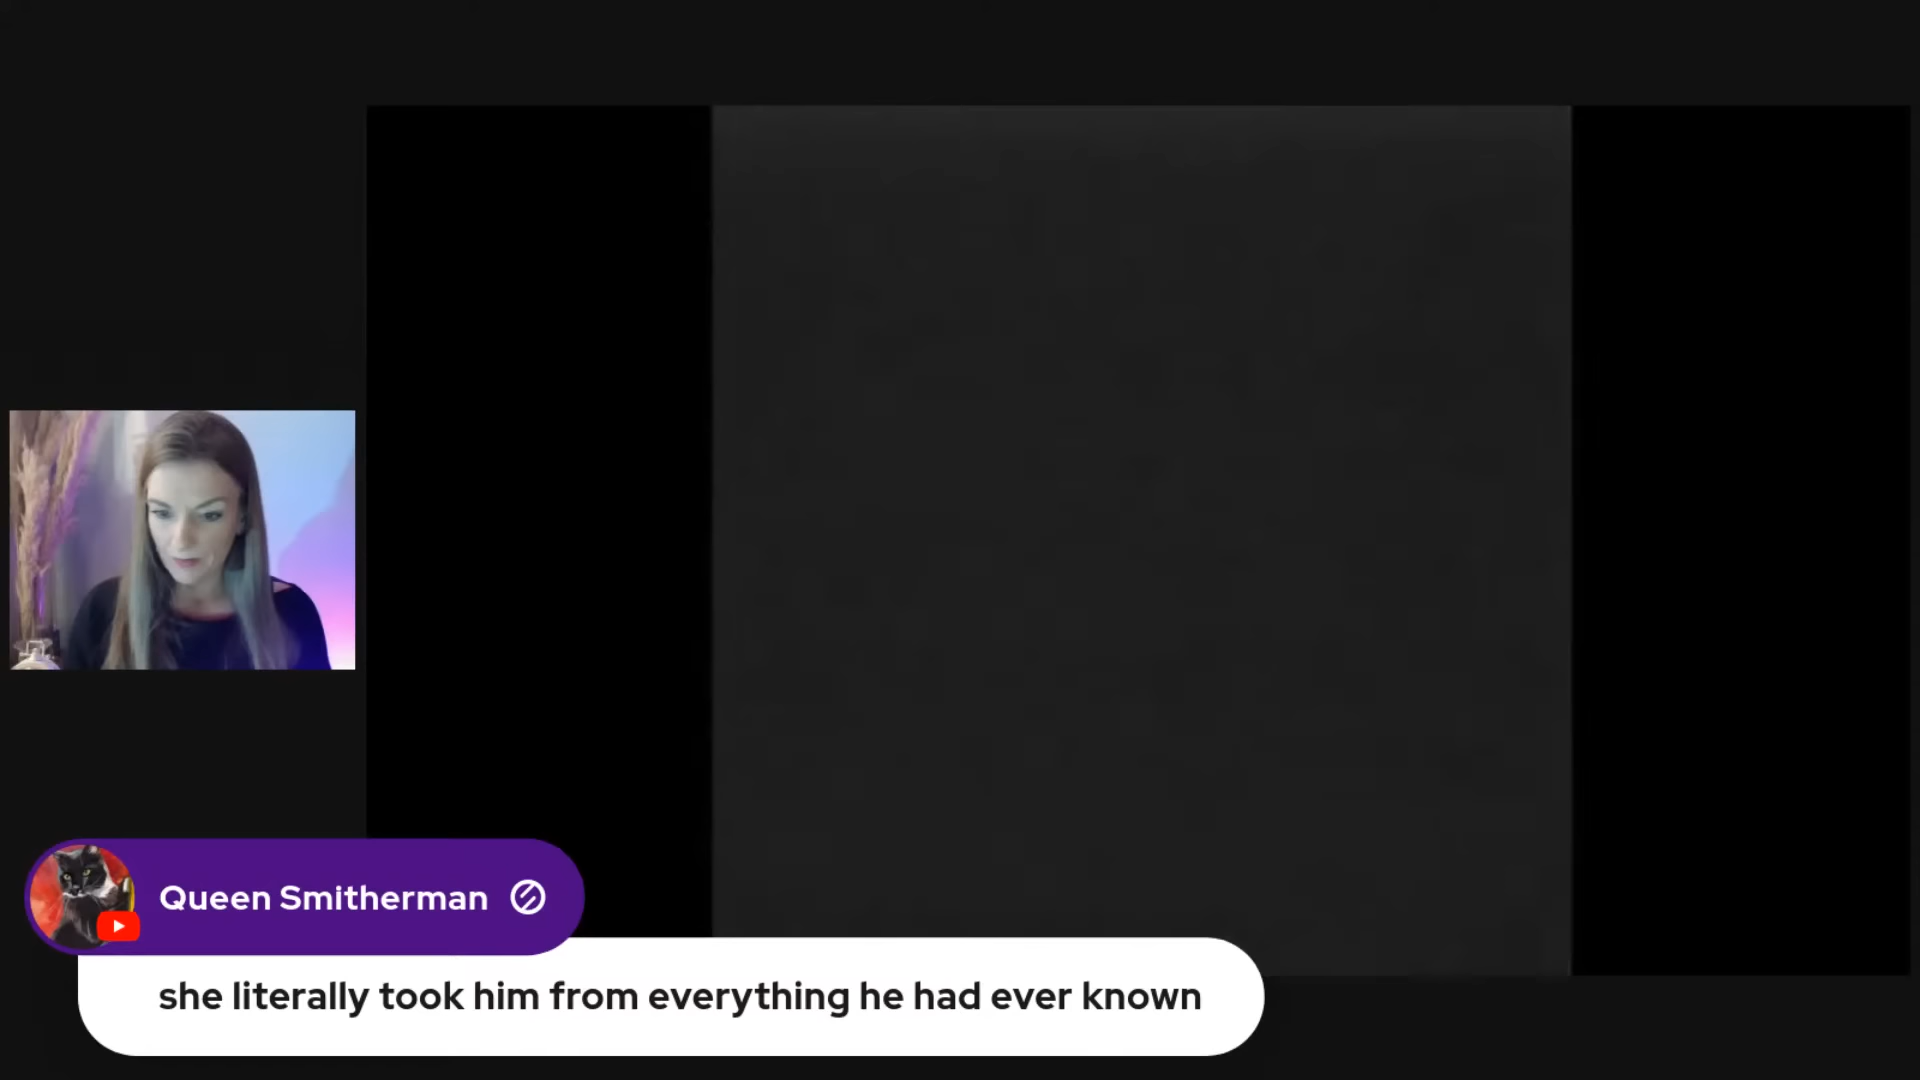 Queen Smitherman
she literally took him from everything he had ever known